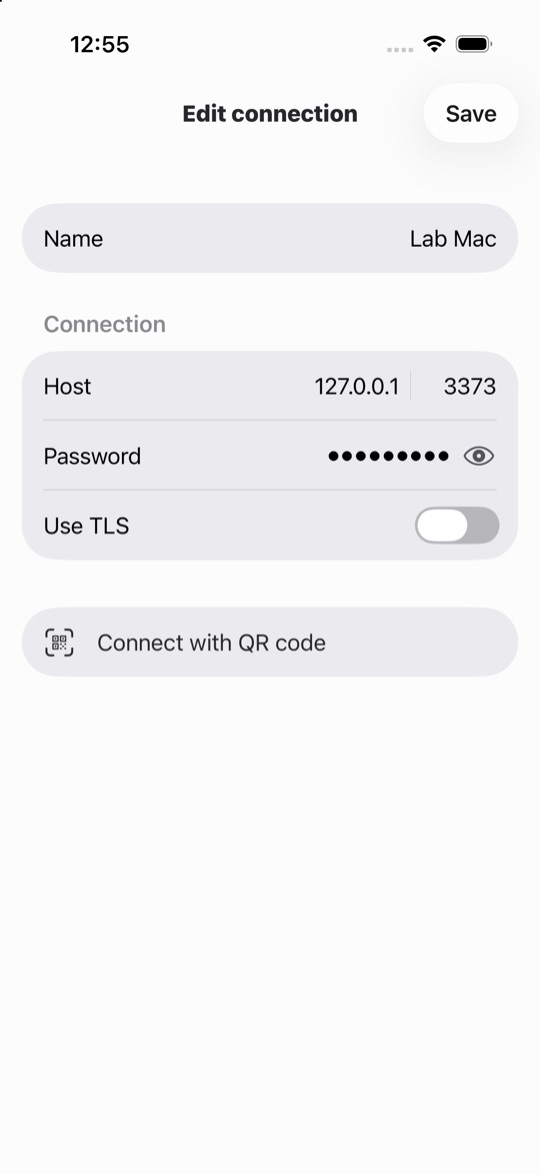 12:55
Edit connection
Save
Name
Lab Mac
Connection
Host
127.0.0.1
3373
Password
•••••••••
Use TLS
Connect with QR code